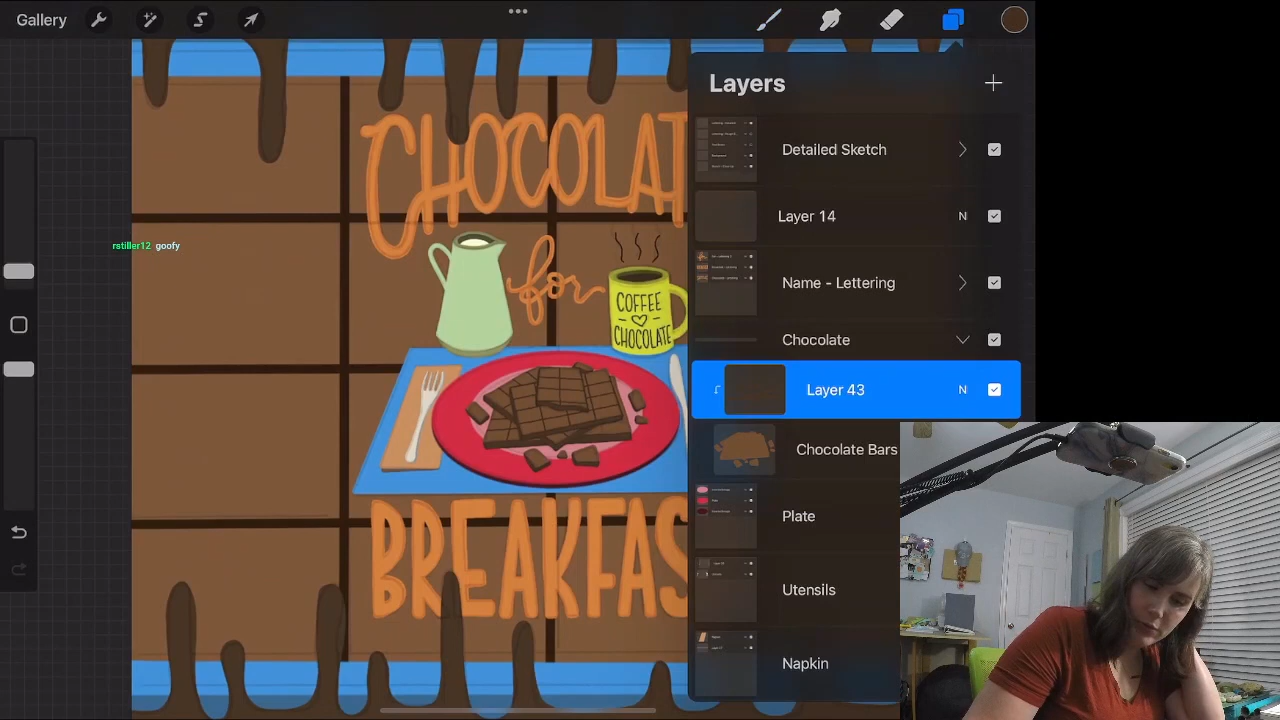 Gallery
Layers
Detailed Sketch
Layer 14 N
Name - Lettering
Chocolate
Layer 43 N
Chocolate Bars
Plate
Utensils
Napkin
rstiller12 goofy
CHOCOLAT
for
COFFEE
CHOCOLATE
BREAKFAS